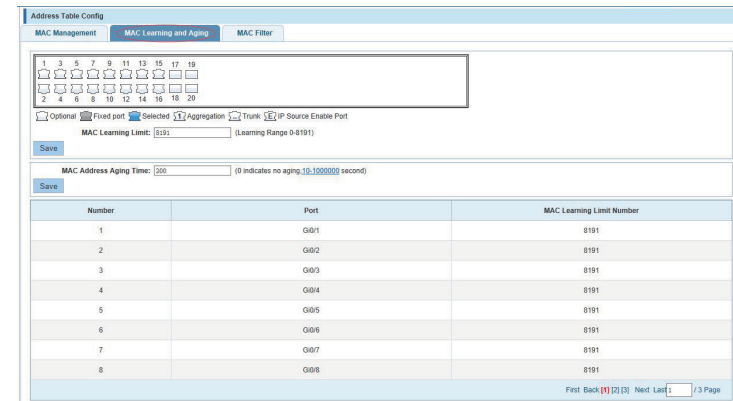 Address Table Config
MAC Management MAC Learning and Aging MAC Filter
1 3 5 7 9 11 13 15 17 19
2 4 6 8 10 12 14 16 18 20
Optional Fixed port Selected 1 Aggregation ... Trunk E IP Source Enable Port
MAC Learning Limit: 8191 (Learning Range 0-8191)
Save
MAC Address Aging Time: 300 (0 indicates no aging,10-1000000 second)
Save
Number Port MAC Learning Limit Number
1 Gi0/1 8191
2 Gi0/2 8191
3 Gi0/3 8191
4 Gi0/4 8191
5 Gi0/5 8191
6 Gi0/6 8191
7 Gi0/7 8191
8 Gi0/8 8191
First Back [1] [2] [3] Next Last 1 / 3 Page